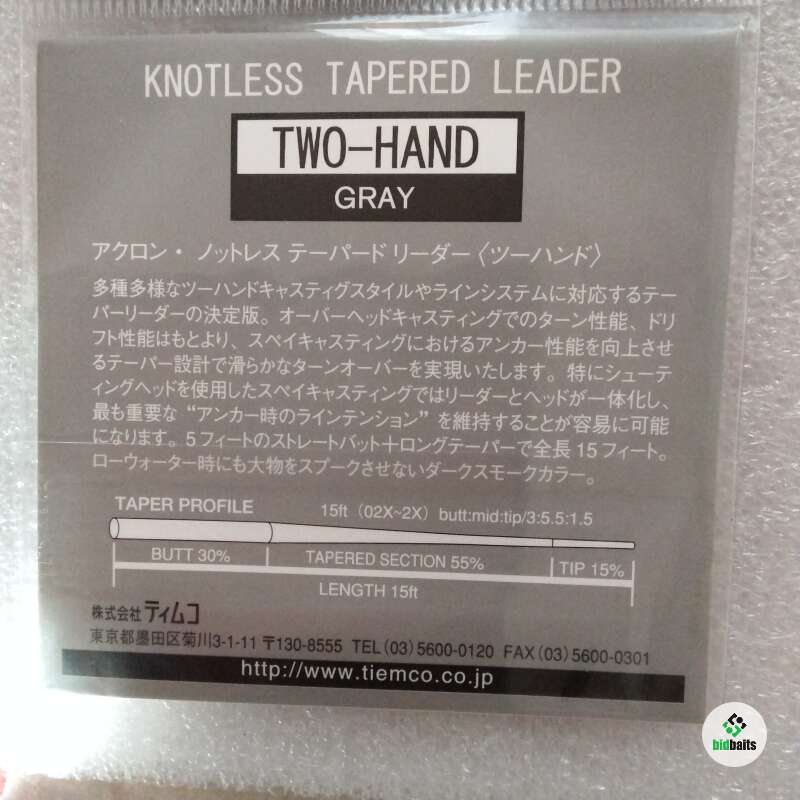 KNOTLESS TAPERED LEADER
TWO-HAND
GRAY
アクロン・ノットレス テーパードリーダー〈ツーハンド〉
多種多様なツーハンドキャスティグスタイルやラインシステムに対応するテー
パーリーダーの決定版。オーバーヘッドキャスティングでのターン性能、ドリ
フト性能はもとより、スペイキャスティングにおけるアンカー性能を向上させ
るテーパー設計で滑らかなターンオーバーを実現いたします。特にシューテ
ィングヘッドを使用したスペイキャスティングではリーダーとヘッドが一体化し、
最も重要な“アンカー時のラインテンション”を維持することが容易に可能
になります。5フィートのストレートバット＋ロングテーパーで全長15フィート。
ローウォーター時にも大物をスプークさせないダークスモークカラー。
TAPER PROFILE 15ft (02X~2X) butt:mid:tip/3:5.5:1.5
BUTT 30% TAPERED SECTION 55% TIP 15%
LENGTH 15ft
株式会社ティムコ
東京都墨田区菊川3-1-11 〒130-8555 TEL(03)5600-0120 FAX(03)5600-0301
http://www.tiemco.co.jp
bidbaits